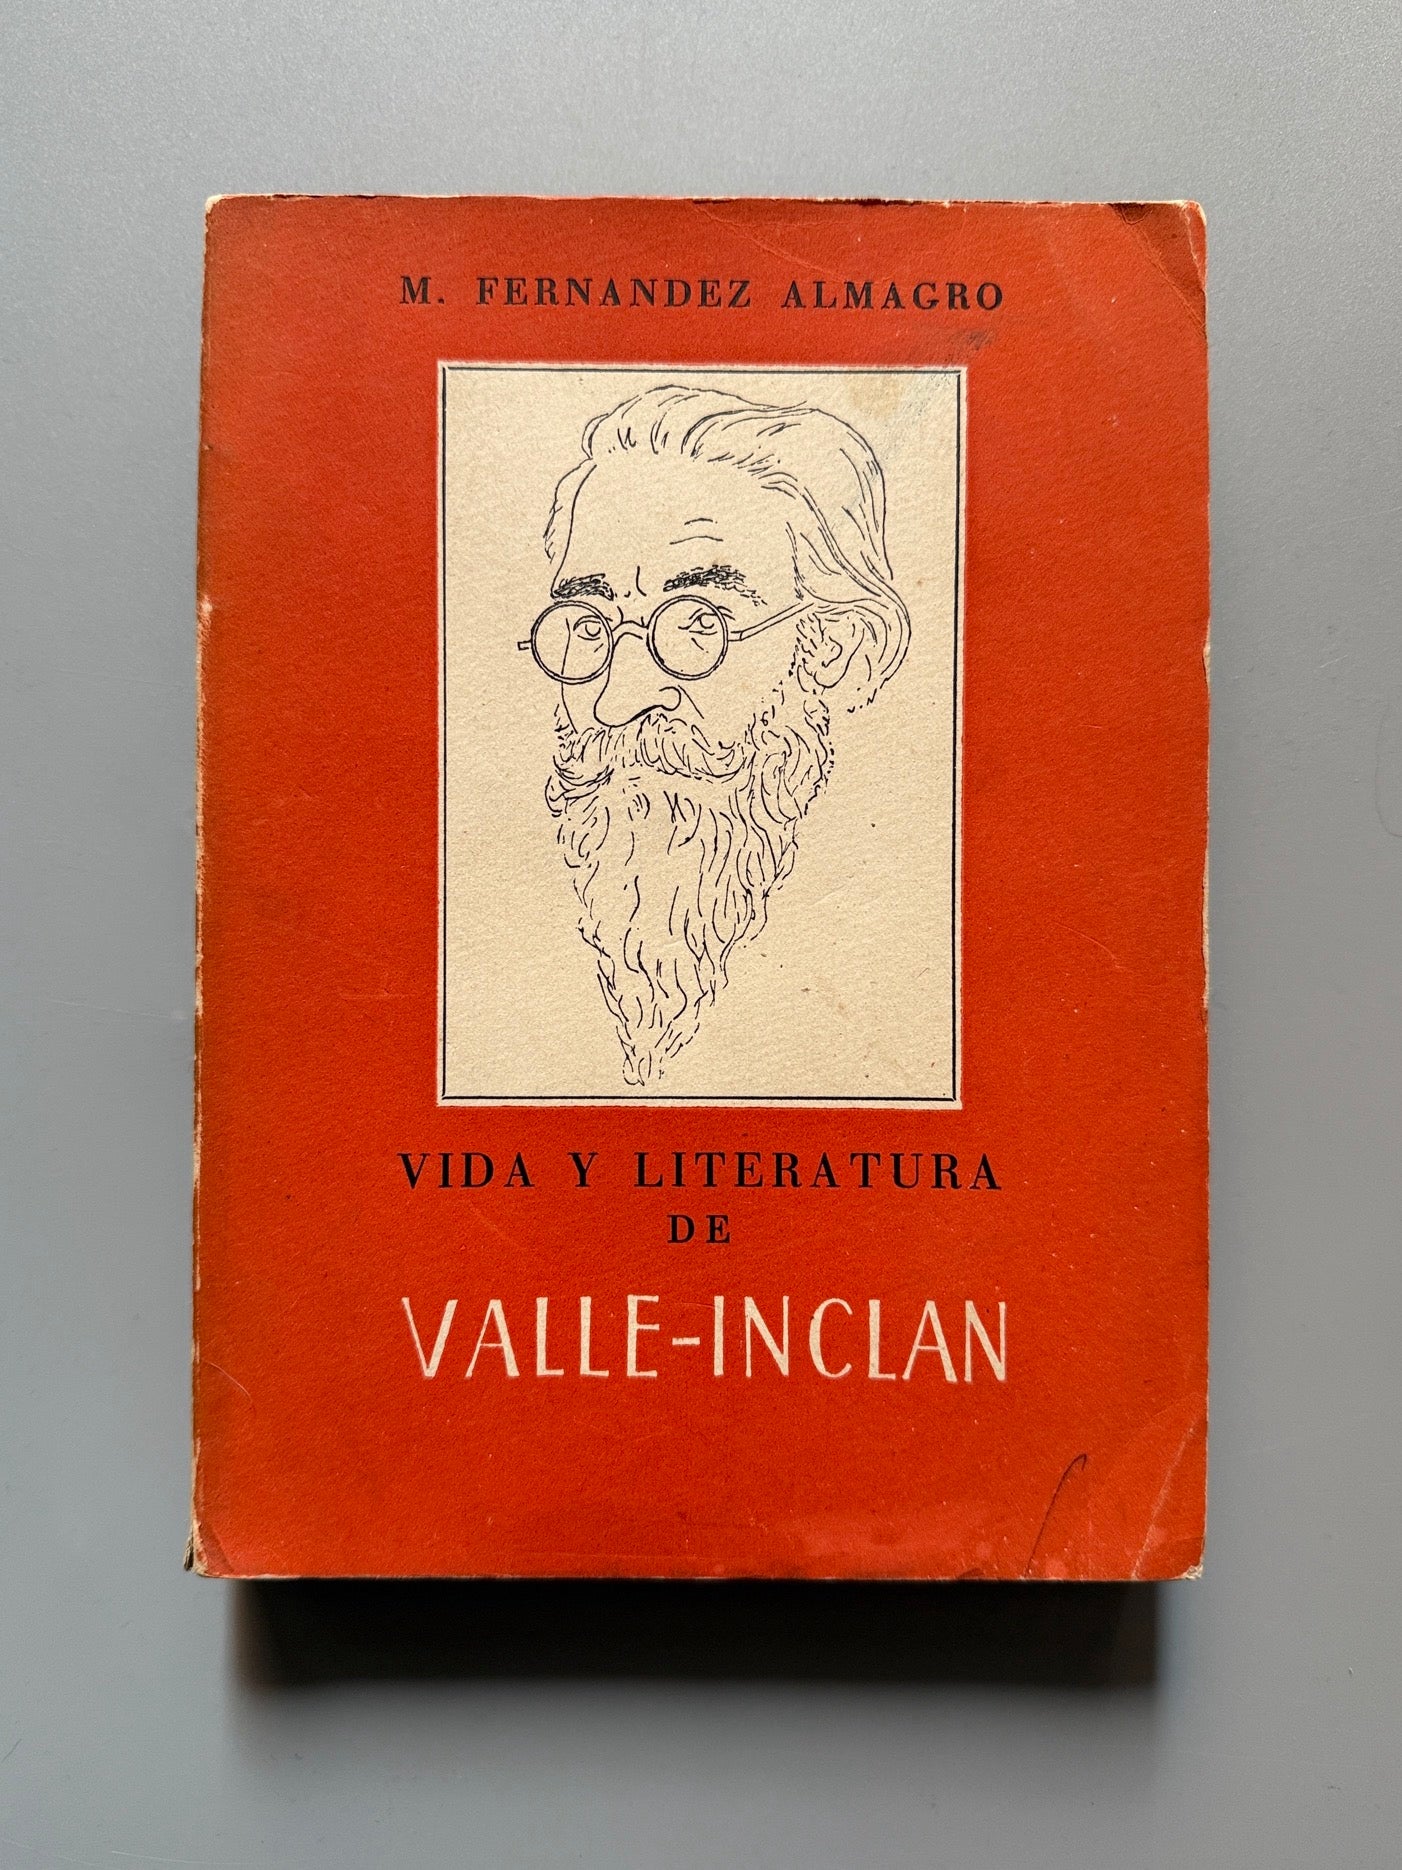 M. FERNANDEZ ALMAGRO
VIDA Y LITERATURA
DE
VALLE-INCLAN